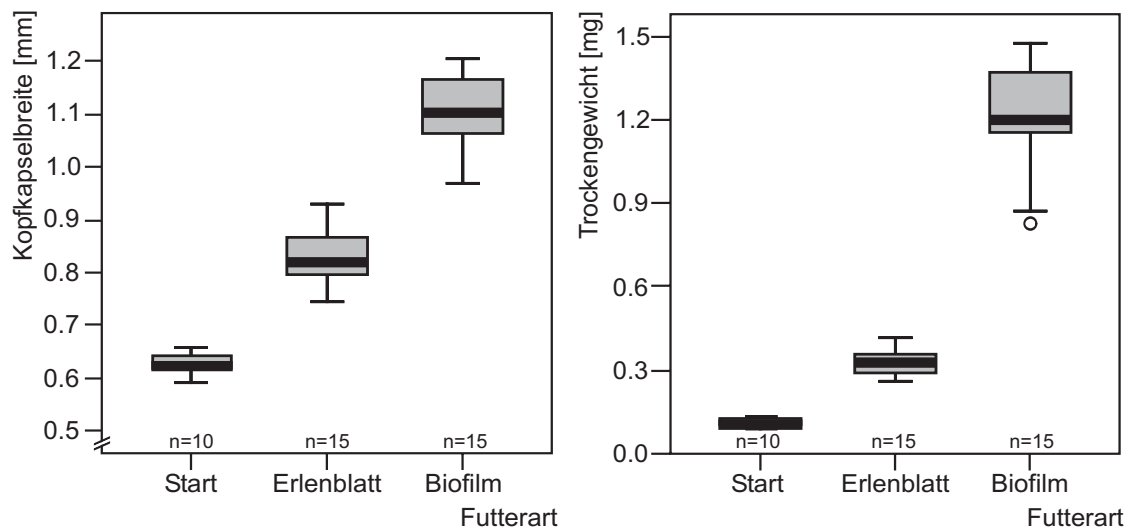 Kopfkapselbreite [mm]
1.2
1.1
1.0
0.9
0.8
0.7
0.6
0.5
n=10 n=15 n=15
Start Erlenblatt Biofilm
Futterart
Trockengewicht [mg]
1.5
1.2
0.9
0.6
0.3
0.0
n=10 n=15 n=15
Start Erlenblatt Biofilm
Futterart